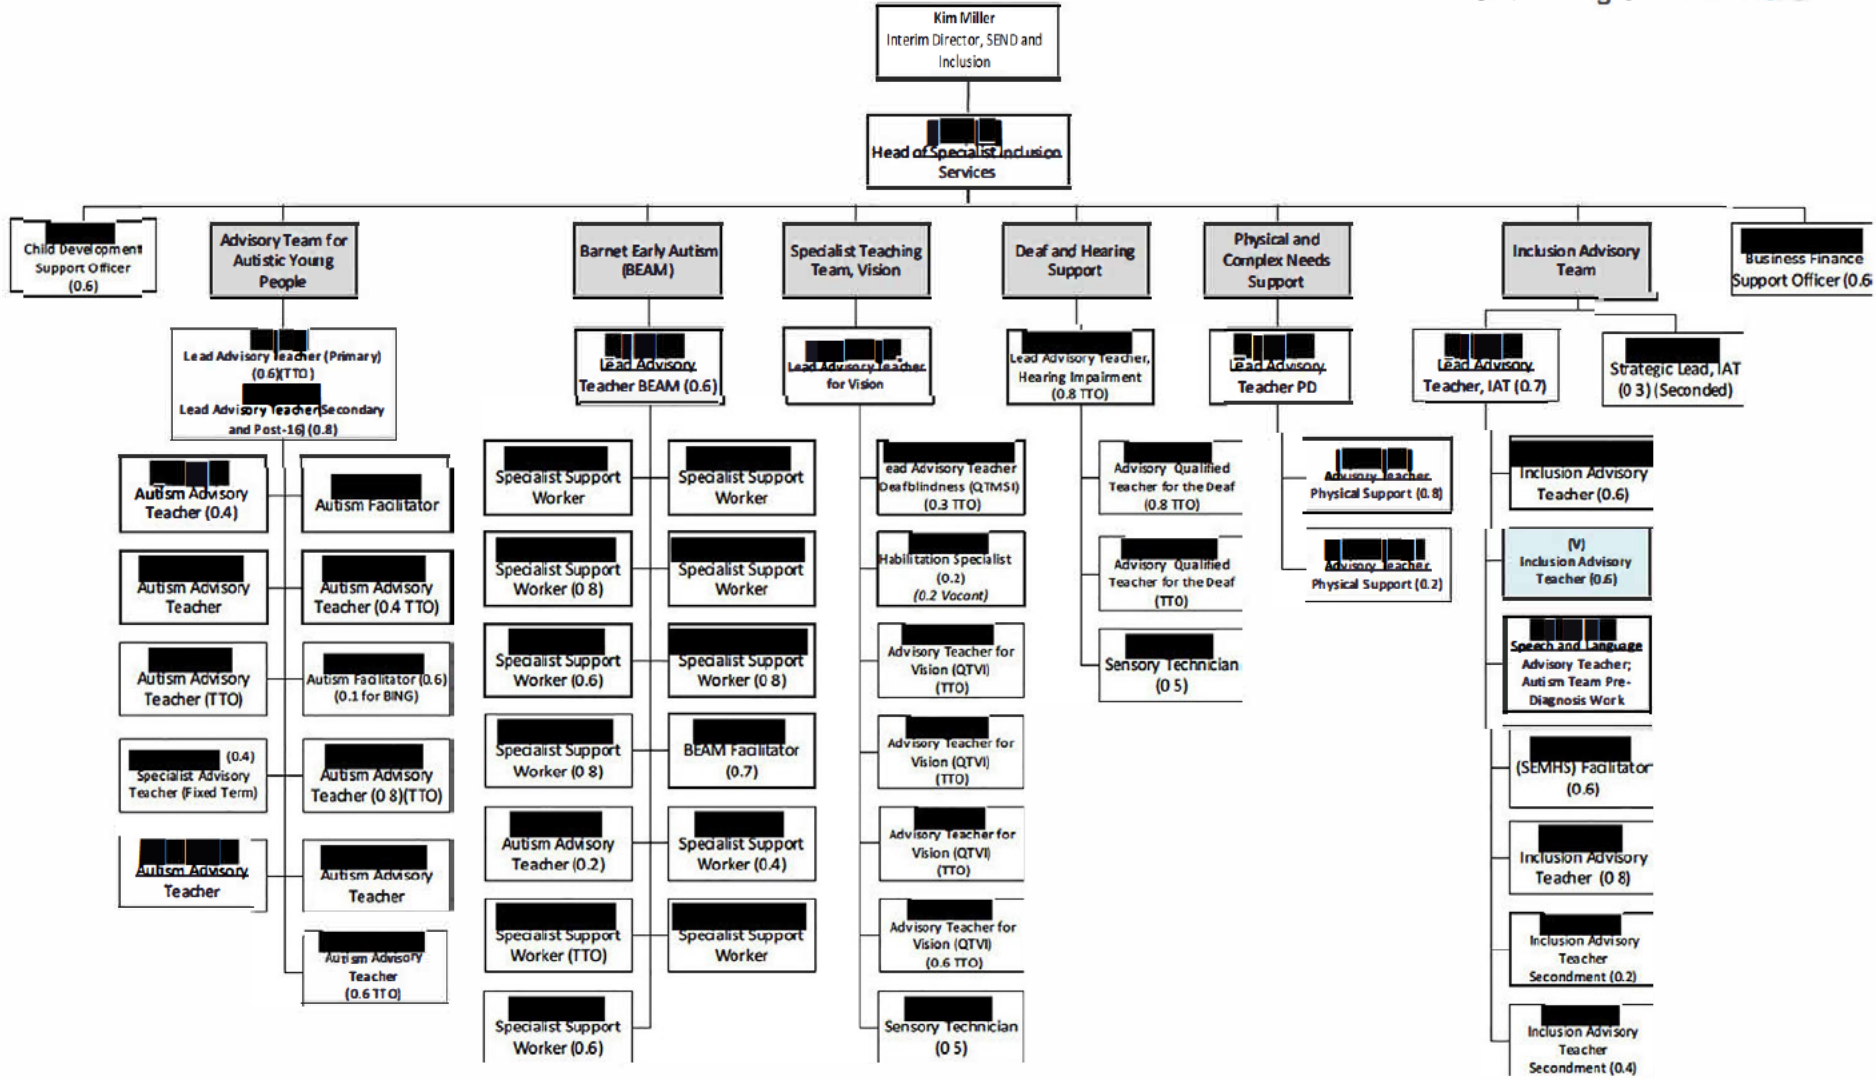 Kim Miller
Interim Director, SEND and
Inclusion
Head of Specialist Inclusion
Services
Child Development
Support Officer
(0.6)
Advisory Team for
Autistic Young
People
Barnet Early Autism
(BEAM)
Specialist Teaching
Team, Vision
Deaf and Hearing
Support
Physical and
Complex Needs
Support
Inclusion Advisory
Team
Business Finance
Support Officer (0.6
Lead Advisory Teacher (Primary)
(0.6)(TTO)
Lead Advisory Teacher(Secondary
and Post-16) (0.8)
Lead Advisory
Teacher BEAM (0.6)
Lead Advisory Teacher
for Vision
Lead Advisory Teacher,
Hearing Impairment
(0.8 TTO)
Lead Advisory
Teacher PD
Lead Advisory
Teacher, IAT (0.7)
Strategic Lead, IAT
(0 3) (Seconded)
Autism Advisory
Teacher (0.4)
Autism Facilitator
Autism Advisory
Teacher
Autism Advisory
Teacher (0.4 TTO)
Autism Advisory
Teacher (TTO)
Autism Facilitator (0.6)
(0.1 for BING)
(0.4)
Specialist Advisory
Teacher (Fixed Term)
Autism Advisory
Teacher (0 8)(TTO)
Autism Advisory
Teacher
Autism Advisory
Teacher
Autism Advisory
Teacher
(0.6 TTO)
Specialist Support
Worker
Specialist Support
Worker
Specialist Support
Worker (0 8)
Specialist Support
Worker
Specialist Support
Worker (0.6)
Specialist Support
Worker (0 8)
Specialist Support
Worker (0 8)
BEAM Facilitator
(0.7)
Autism Advisory
Teacher (0.2)
Specialist Support
Worker (0.4)
Specialist Support
Worker (TTO)
Specialist Support
Worker
Specialist Support
Worker (0.6)
ead Advisory Teacher
Deafblindness (QTMSI)
(0.3 TTO)
Habilitation Specialist
(0.2)
(0.2 Vacant)
Advisory Teacher for
Vision (QTVI)
(TTO)
Advisory Teacher for
Vision (QTVI)
(TTO)
Advisory Teacher for
Vision (QTVI)
(TTO)
Advisory Teacher for
Vision (QTVI)
(0.6 TTO)
Sensory Technician
(0 5)
Advisory Qualified
Teacher for the Deaf
(0.8 TTO)
Advisory Qualified
Teacher for the Deaf
(TTO)
Sensory Technician
(0 5)
Advisory Teacher
Physical Support (0.8)
Advisory Teacher
Physical Support (0.2)
Inclusion Advisory
Teacher (0.6)
(V)
Inclusion Advisory
Teacher (0.6)
Speech and Language
Advisory Teacher;
Autism Team Pre-
Diagnosis Work
(SEMHS) Facilitator
(0.6)
Inclusion Advisory
Teacher (0 8)
Inclusion Advisory
Teacher
Secondment (0.2)
Inclusion Advisory
Teacher
Secondment (0.4)